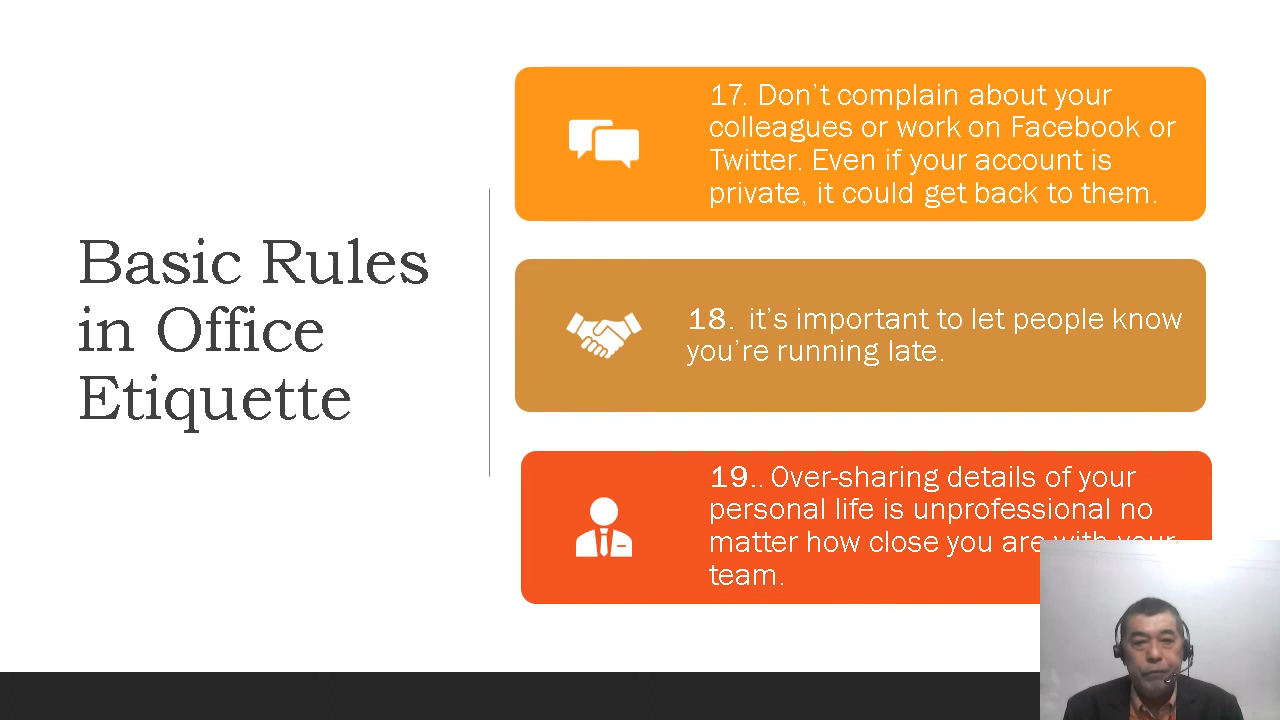 Basic Rules
in Office
Etiquette
17. Don’t complain about your
colleagues or work on Facebook or
Twitter. Even if your account is
private, it could get back to them.
18. it’s important to let people know
you’re running late.
19.. Over-sharing details of your
personal life is unprofessional no
matter how close you are with your
team.